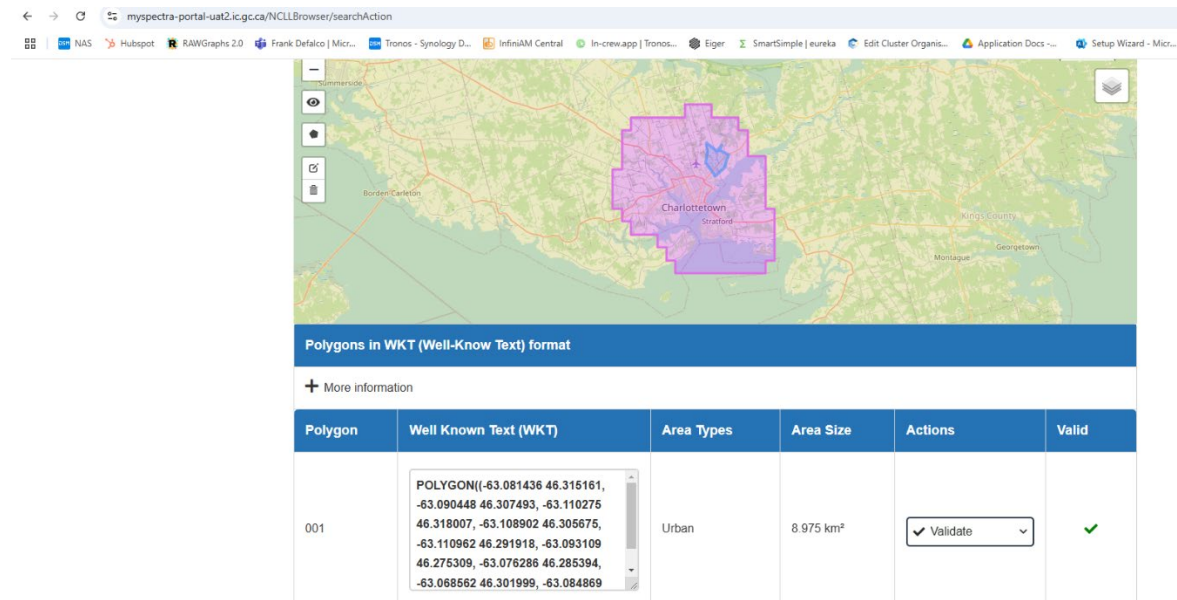 myspectra-portal-uat2.ic.gc.ca/NCLLBrowser/searchAction
NAS Hubspot RAWGraphs 2.0 Frank Defalco | Micr... Tronos - Synology D... InfiniAM Central In-crew.app | Tronos... Eiger SmartSimple | eureka Edit Cluster Organis... Application Docs -... Setup Wizard - Micr...
Summerside
Borden-Carleton
Charlottetown
Stratford
Kings County
Georgetown
Montague
Polygons in WKT (Well-Know Text) format
More information
Polygon Well Known Text (WKT) Area Types Area Size Actions Valid
POLYGON((-63.081436 46.315161,
-63.090448 46.307493, -63.110275
46.318007, -63.108902 46.305675,
-63.110962 46.291918, -63.093109
46.275309, -63.076286 46.285394,
-63.068562 46.301999, -63.084869
001 Urban 8.975 km² Validate